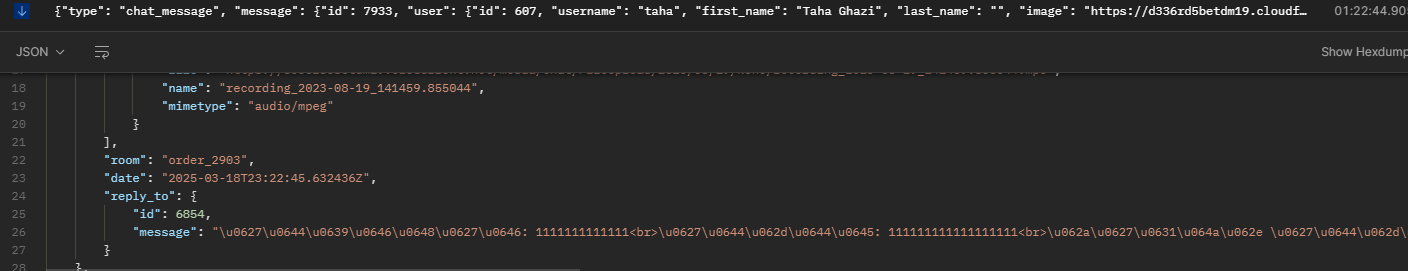 {"type": "chat_message", "message": {"id": 7933, "user": {"id": 607, "username": "taha", "first_name": "Taha Ghazi", "last_name": "", "image": "https://d336rd5betdm19.cloudf… 01:22:44.90
JSON Show Hexdump
18 "name": "recording_2023-08-19_141459.855044",
19 "mimetype": "audio/mpeg"
20 }
21 ],
22 "room": "order_2903",
23 "date": "2025-03-18T23:22:45.632436Z",
24 "reply_to": {
25 "id": 6854,
26 "message": "\u0627\u0644\u0639\u0646\u0648\u0627\u0646: 1111111111111<br>\u0627\u0644\u062d\u0644\u0645: 111111111111111111<br>\u062a\u0627\u0631\u064a\u062e \u0627\u0644\u062d\
27 }
28 },